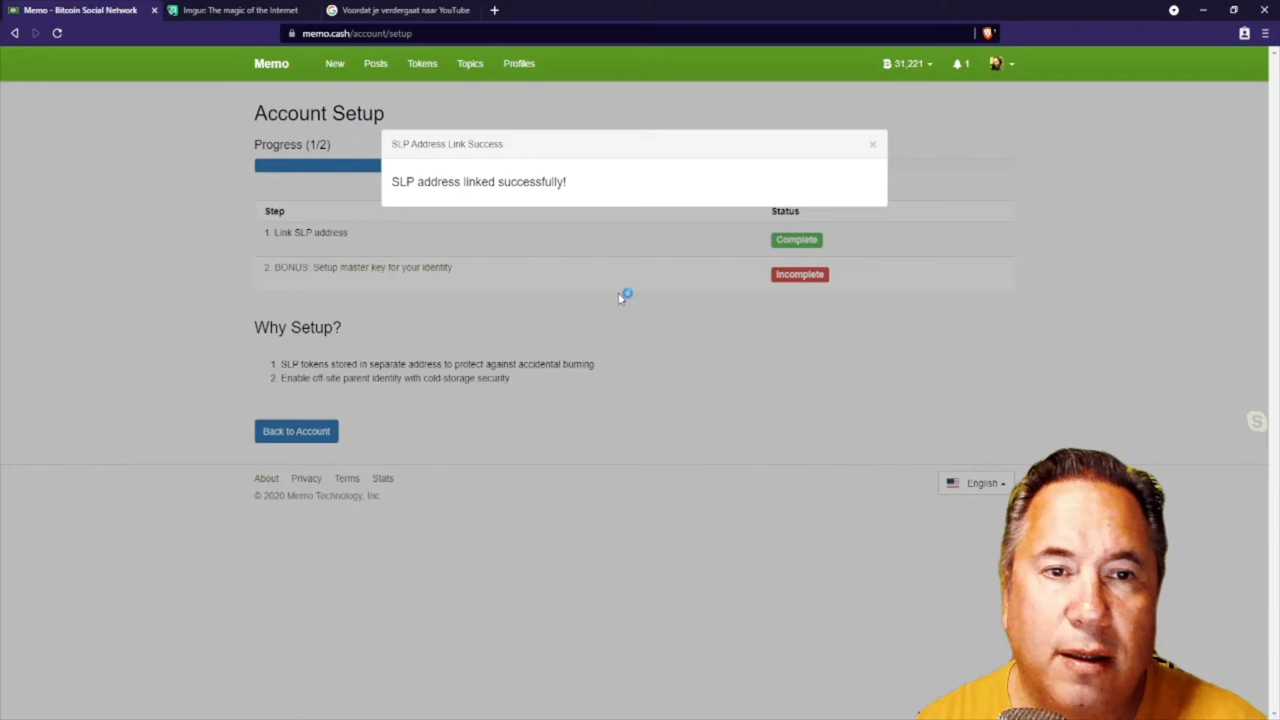 Memo - Bitcoin Social Network
Imgur: The magic of the Internet
Voordat je verdergaat naar YouTube
memo.cash/account/setup
Memo New Posts Tokens Topics Profiles 31,221 1
Account Setup
Progress (1/2)
SLP Address Link Success ×
SLP address linked successfully!
Step Status
1. Link SLP address Complete
2. BONUS: Setup master key for your identity Incomplete
Why Setup?
1. SLP tokens stored in separate address to protect against accidental burning
2. Enable off-site parent identity with cold-storage security
Back to Account
About Privacy Terms Stats
English
© 2020 Memo Technology, Inc